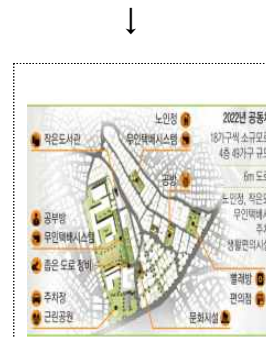 ↓
노인정
작은도서관
무인택배시스템
2022년 공동
18가구씩 소규모
4층 49가구 규
6m 도
공방
노인정, 작은
무인택배
주
생활편의시
공부방
무인택배시스템
좁은 도로 정비
주차장
근린공원
빨래방
편의점
문화시설